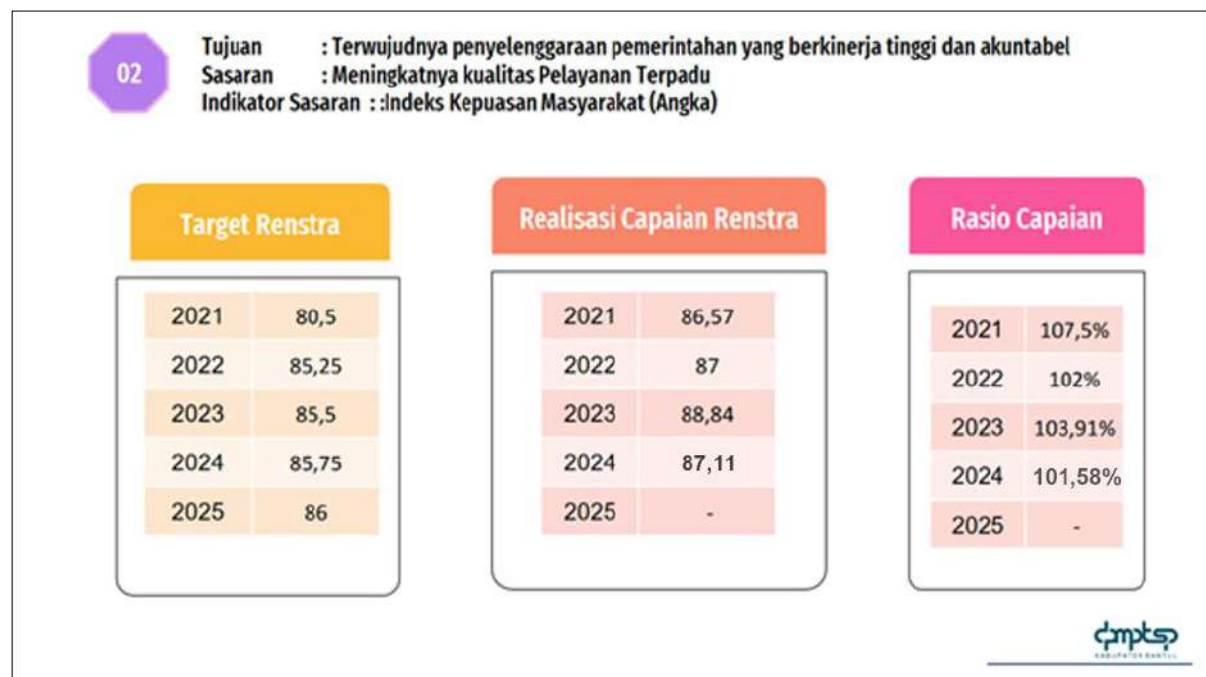 02
Tujuan : Terwujudnya penyelenggaraan pemerintahan yang berkinerja tinggi dan akuntabel
Sasaran : Meningkatnya kualitas Pelayanan Terpadu
Indikator Sasaran : :Indeks Kepuasan Masyarakat (Angka)
Target Renstra
2021 80,5
2022 85,25
2023 85,5
2024 85,75
2025 86
Realisasi Capaian Renstra
2021 86,57
2022 87
2023 88,84
2024 87,11
2025 -
Rasio Capaian
2021 107,5%
2022 102%
2023 103,91%
2024 101,58%
2025 -
dmptsp
KABUPATEN BANTUL